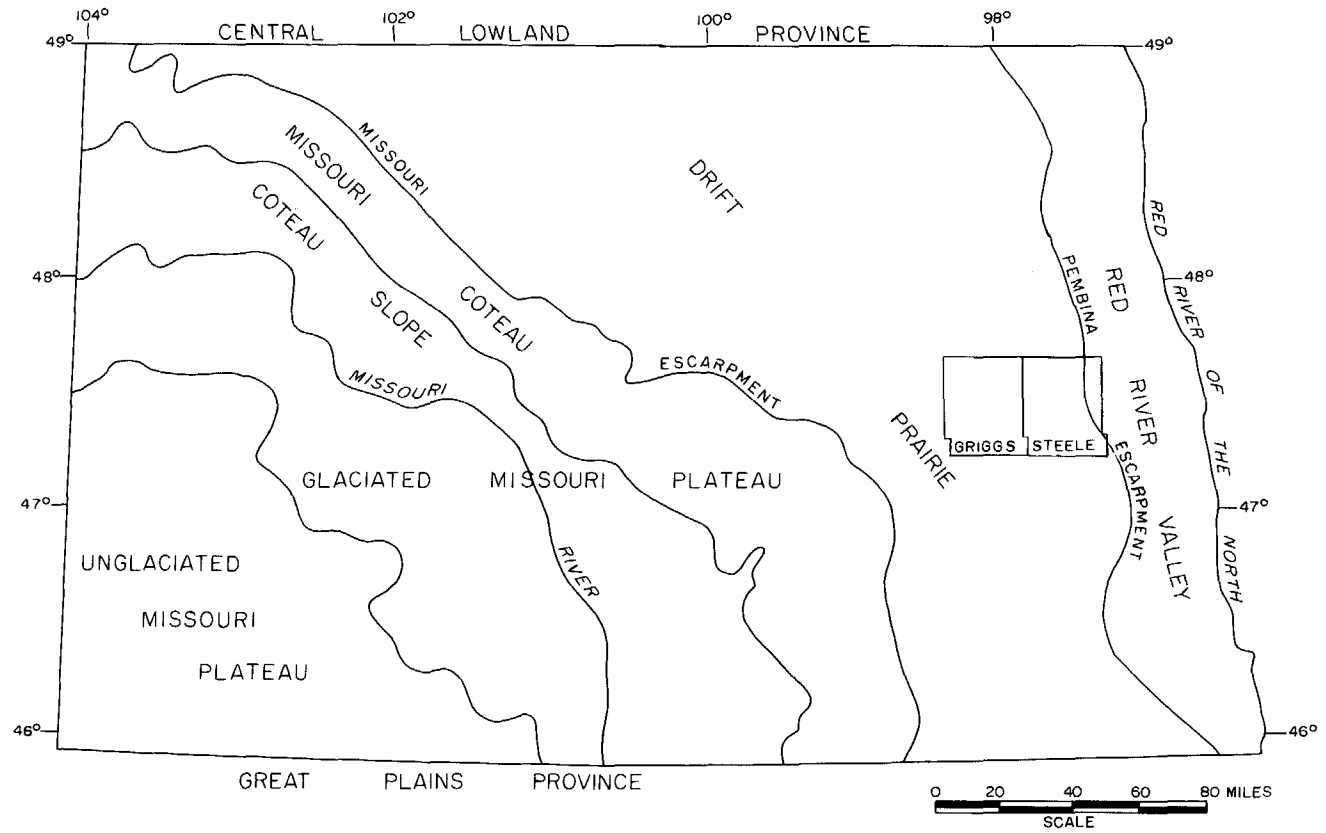 104°
102°
100°
98°
CENTRAL LOWLAND PROVINCE
49°
49°
MISSOURI
MISSOURI
DRIFT
COTEAU
RED
48°
48°
PEMBINA
RED
SLOPE
COTEAU
RIVER
ESCARPMENT
MISSOURI
OF
RIVER
PRAIRIE
GRIGGS
STEELE
THE
ESCARPMENT
GLACIATED MISSOURI PLATEAU
47°
47°
VALLEY
NORTH
RIVER
UNGLACIATED
MISSOURI
PLATEAU
46°
46°
GREAT PLAINS PROVINCE
0 20 40 60 80 MILES
SCALE